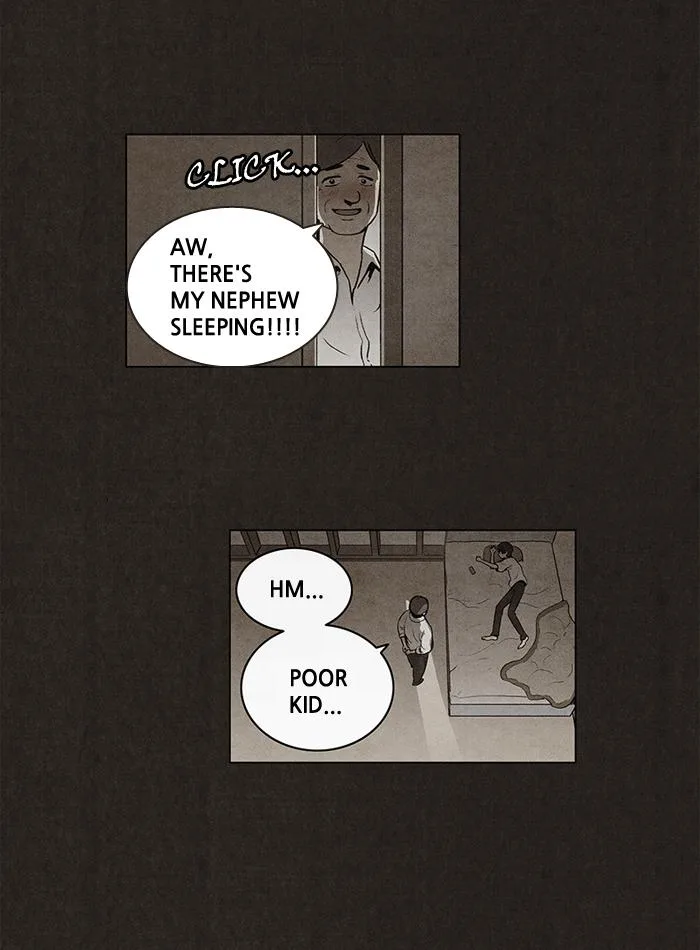 CLICK...
AW,
THERE'S
MY NEPHEW
SLEEPING!!!!
HM...
POOR
KID...